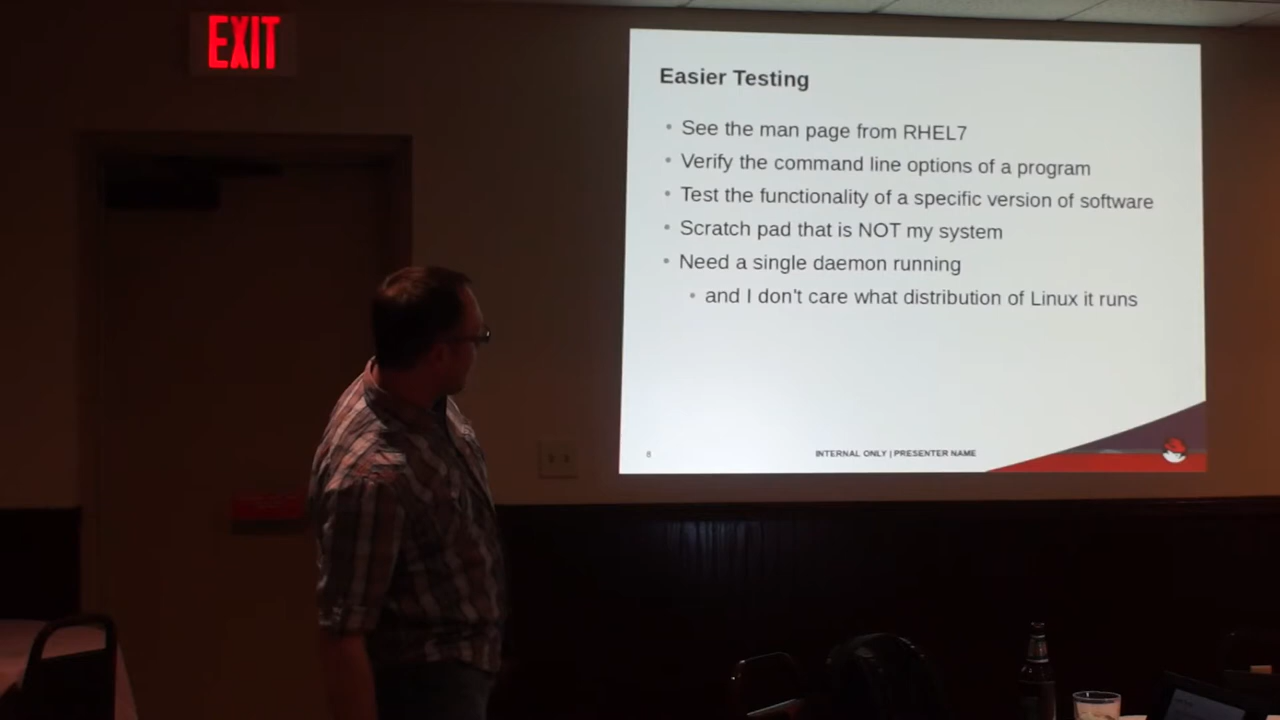 EXIT
Easier Testing
• See the man page from RHEL7
• Verify the command line options of a program
• Test the functionality of a specific version of software
• Scratch pad that is NOT my system
• Need a single daemon running
• and I don't care what distribution of Linux it runs
8
INTERNAL ONLY | PRESENTER NAME